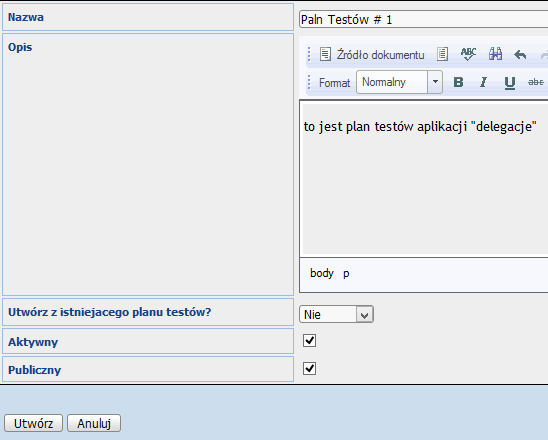 Nazwa
Paln Testów # 1
Opis
Źródło dokumentu ABC
Format Normalny B I U abc
to jest plan testów aplikacji "delegacje"
body p
Utwórz z istniejacego planu testów?
Nie
Aktywny
Publiczny
Utwórz Anuluj